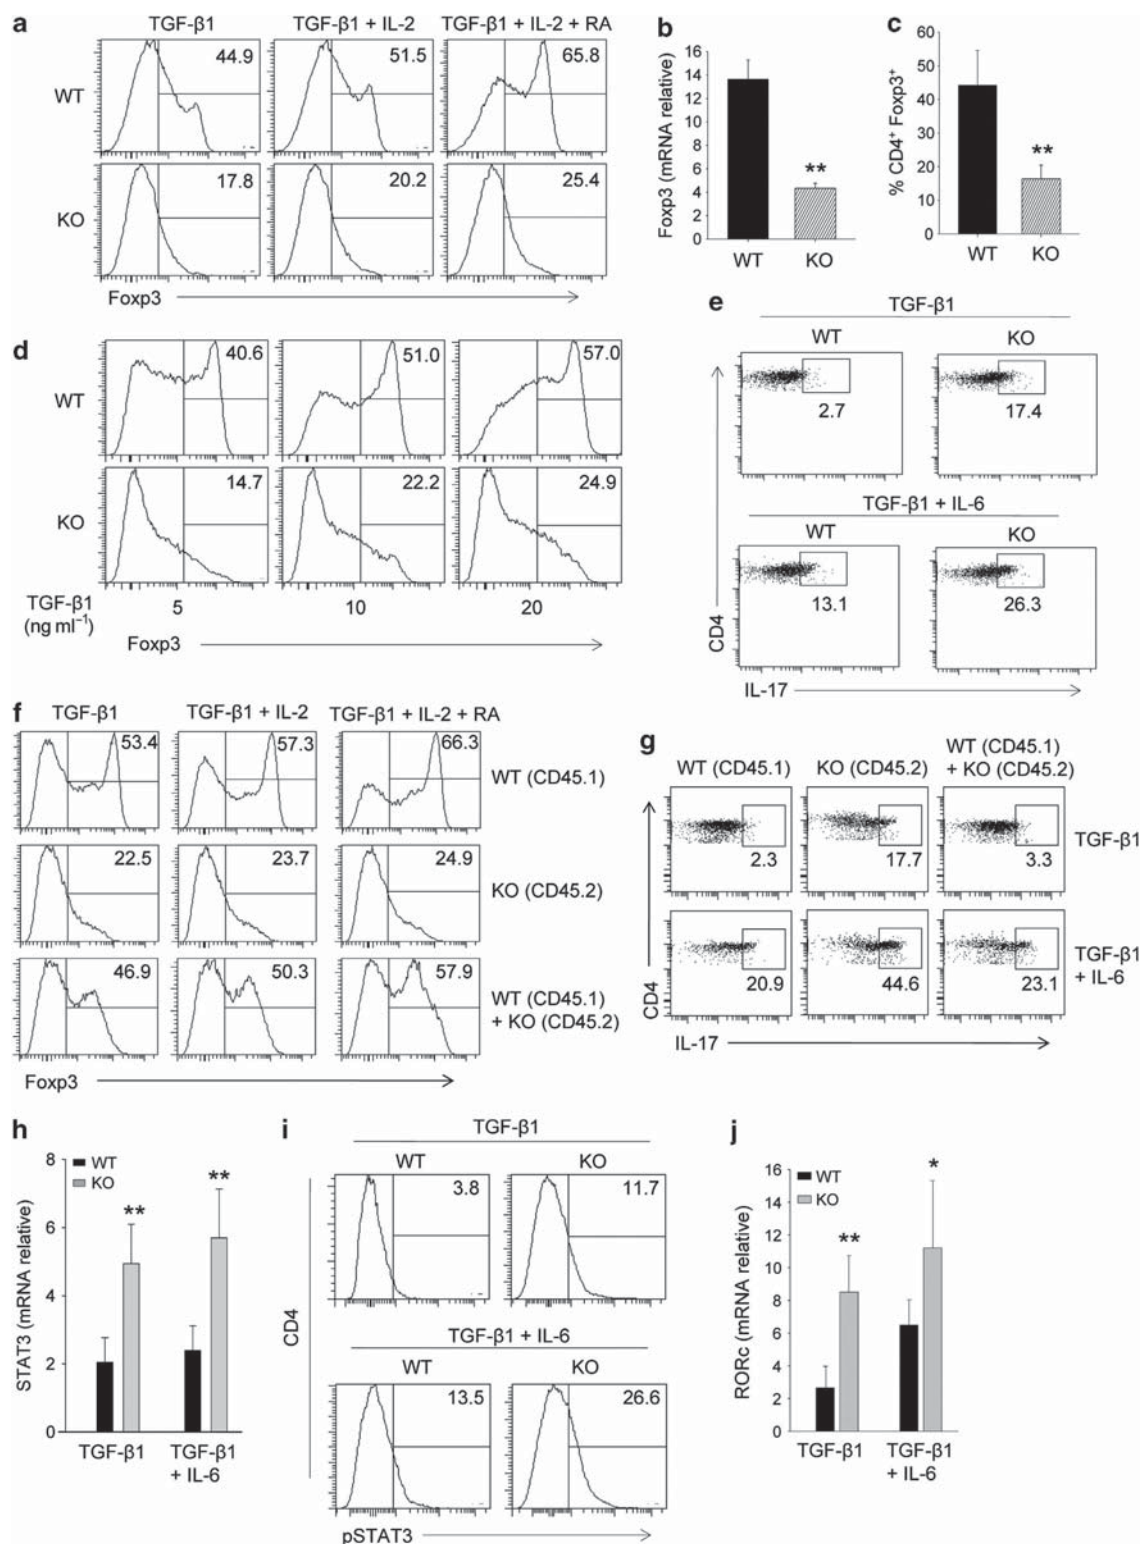 a
TGF-β1 TGF-β1 + IL-2 TGF-β1 + IL-2 + RA
WT 44.9 51.5 65.8
KO 17.8 20.2 25.4
Foxp3
b
Foxp3 (mRNA relative)
16
14
12
10
8
6
4
2
0
**
WT KO
c
% CD4⁺ Foxp3⁺
60
50
40
30
20
10
0
**
WT KO
d
WT 40.6 51.0 57.0
KO 14.7 22.2 24.9
TGF-β1 5 10 20
(ng ml⁻¹)
Foxp3
e
TGF-β1
WT KO
2.7 17.4
TGF-β1 + IL-6
WT KO
13.1 26.3
CD4
IL-17
f
TGF-β1 TGF-β1 + IL-2 TGF-β1 + IL-2 + RA
53.4 57.3 66.3 WT (CD45.1)
22.5 23.7 24.9 KO (CD45.2)
46.9 50.3 57.9 WT (CD45.1)
+ KO (CD45.2)
Foxp3
g
WT (CD45.1) KO (CD45.2) WT (CD45.1)
+ KO (CD45.2)
2.3 17.7 3.3 TGF-β1
20.9 44.6 23.1 TGF-β1
+ IL-6
CD4
IL-17
h
STAT3 (mRNA relative)
8
6
4
2
0
WT
KO
**
**
TGF-β1 TGF-β1
+ IL-6
i
TGF-β1
WT KO
3.8 11.7
TGF-β1 + IL-6
WT KO
13.5 26.6
CD4
pSTAT3
j
RORc (mRNA relative)
16
14
12
10
8
6
4
2
0
WT
KO
**
*
TGF-β1 TGF-β1
+ IL-6